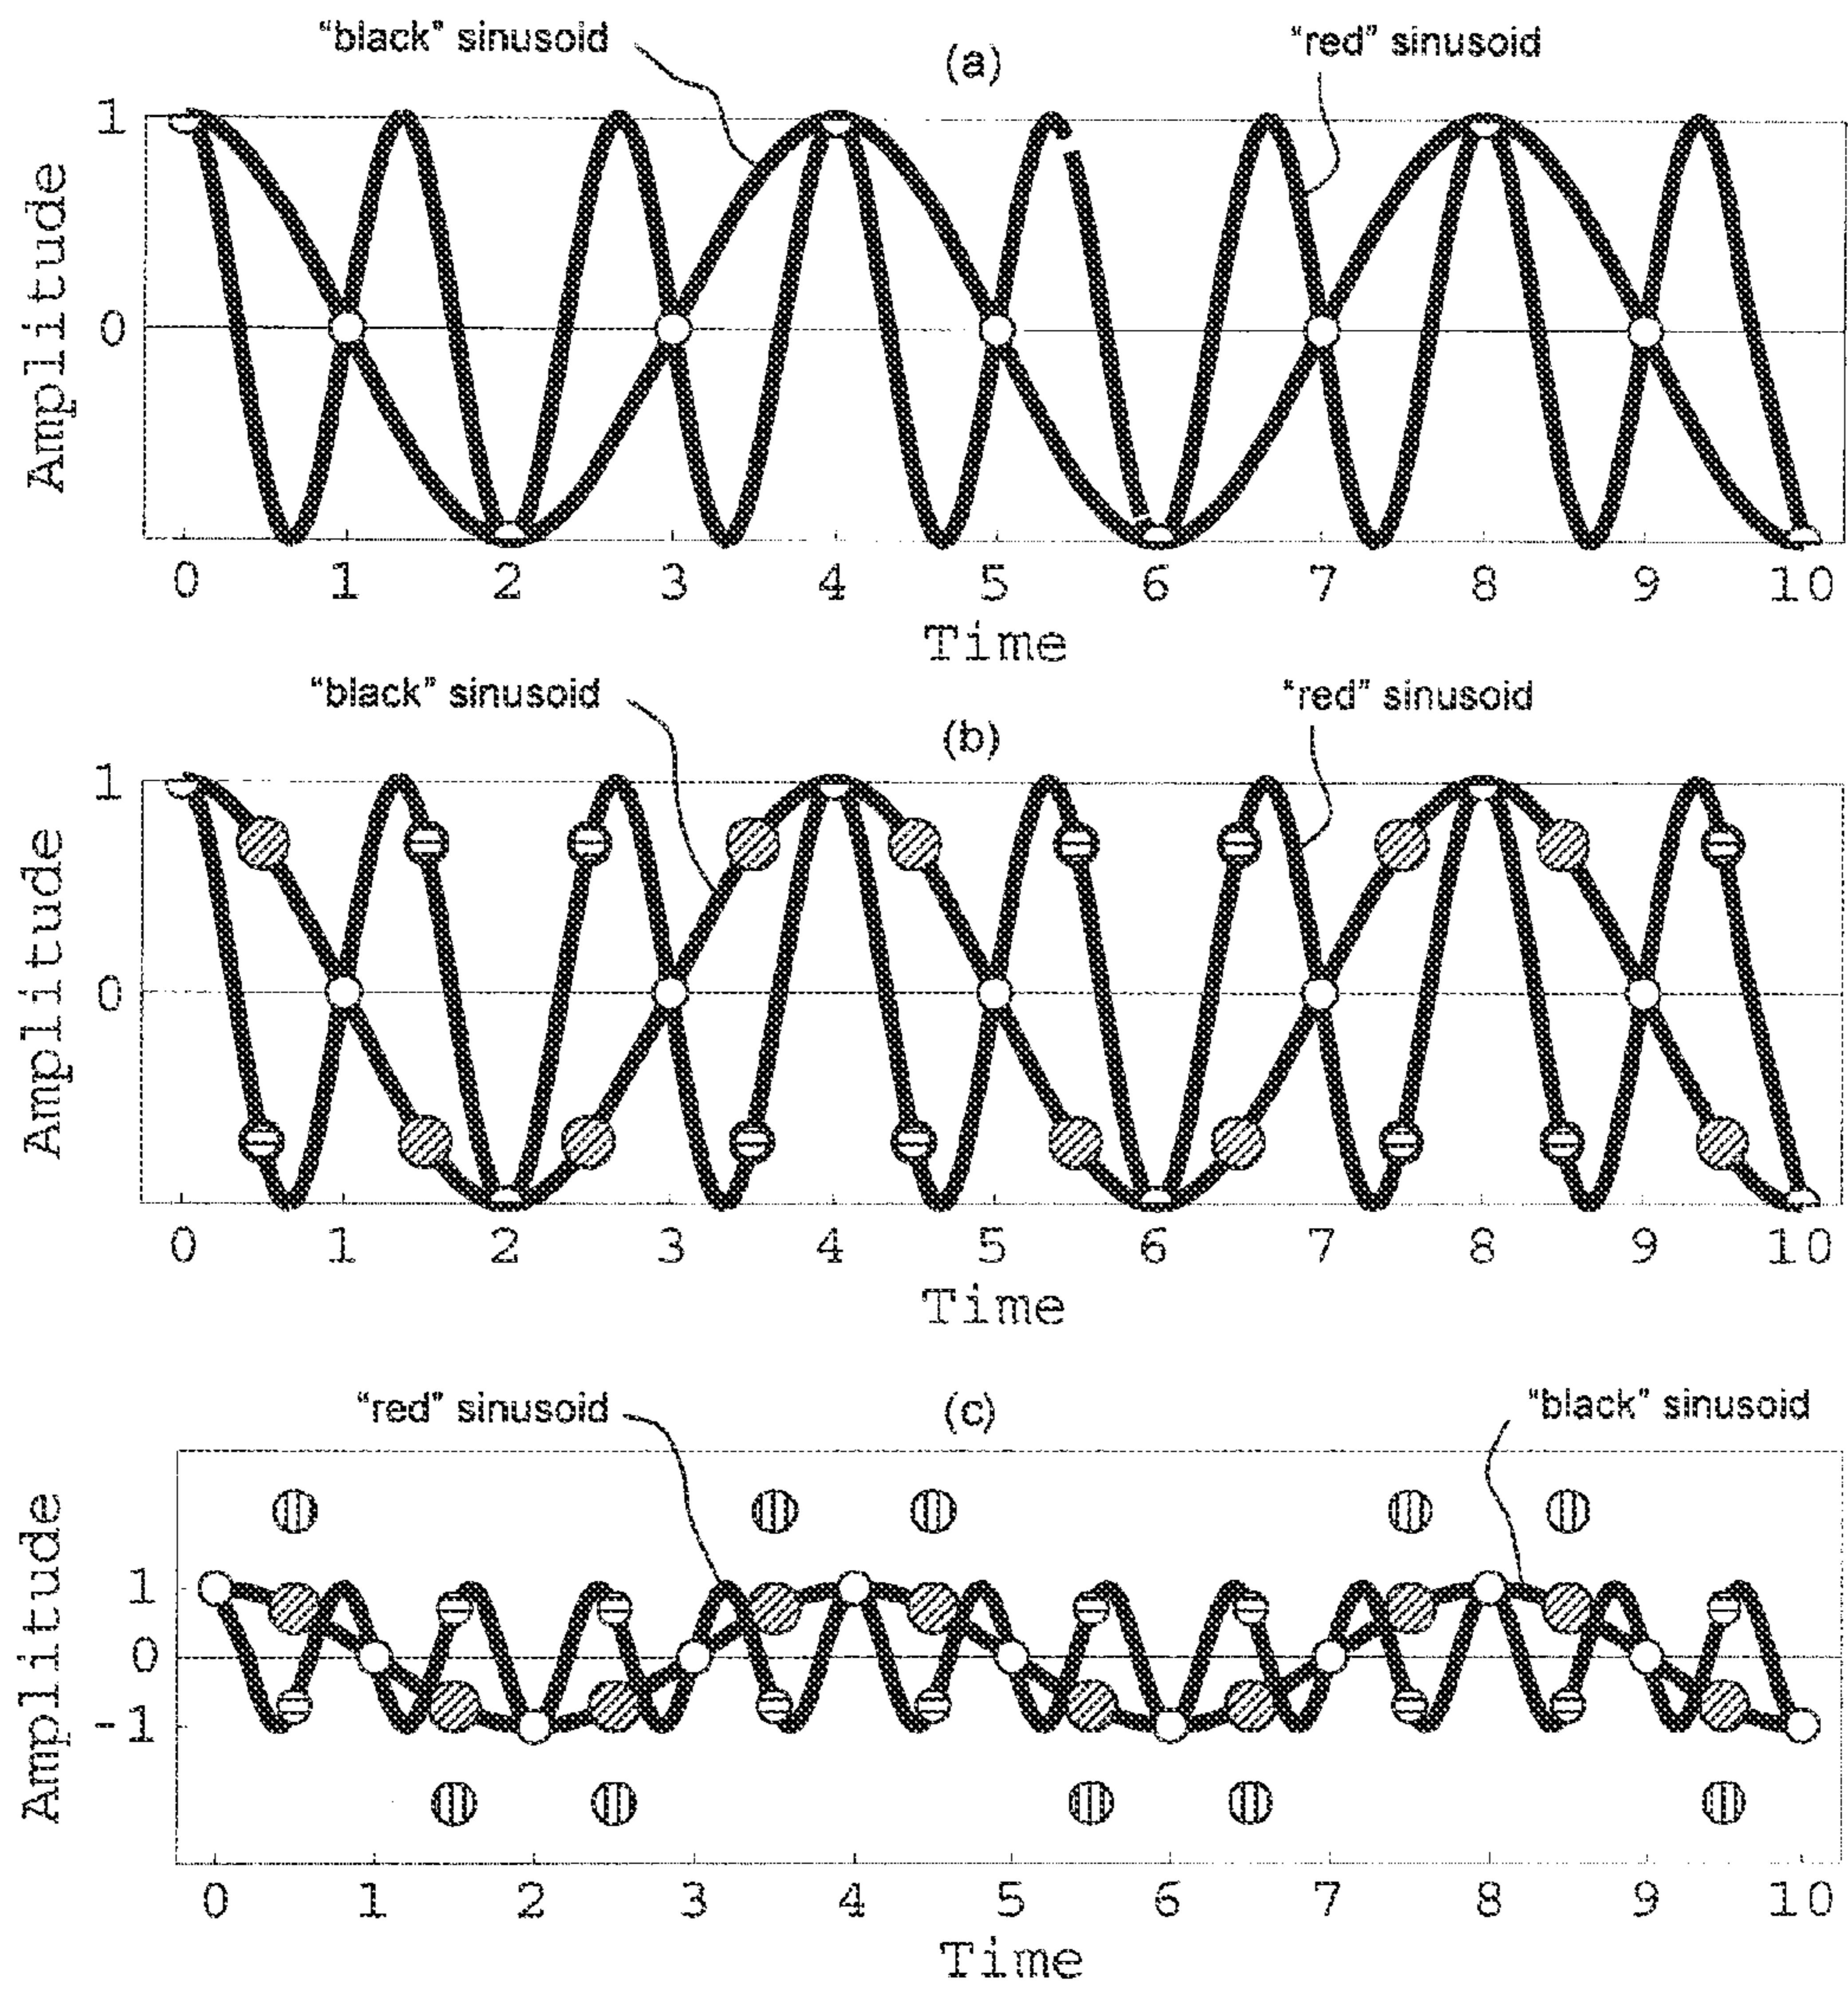 "black" sinusoid
(a)
"red" sinusoid
Amplitude
1
0
0 1 2 3 4 5 6 7 8 9 10
Time
"black" sinusoid
(b)
"red" sinusoid
Amplitude
1
0
0 1 2 3 4 5 6 7 8 9 10
Time
"red" sinusoid
(c)
"black" sinusoid
Amplitude
1
0
-1
0 1 2 3 4 5 6 7 8 9 10
Time